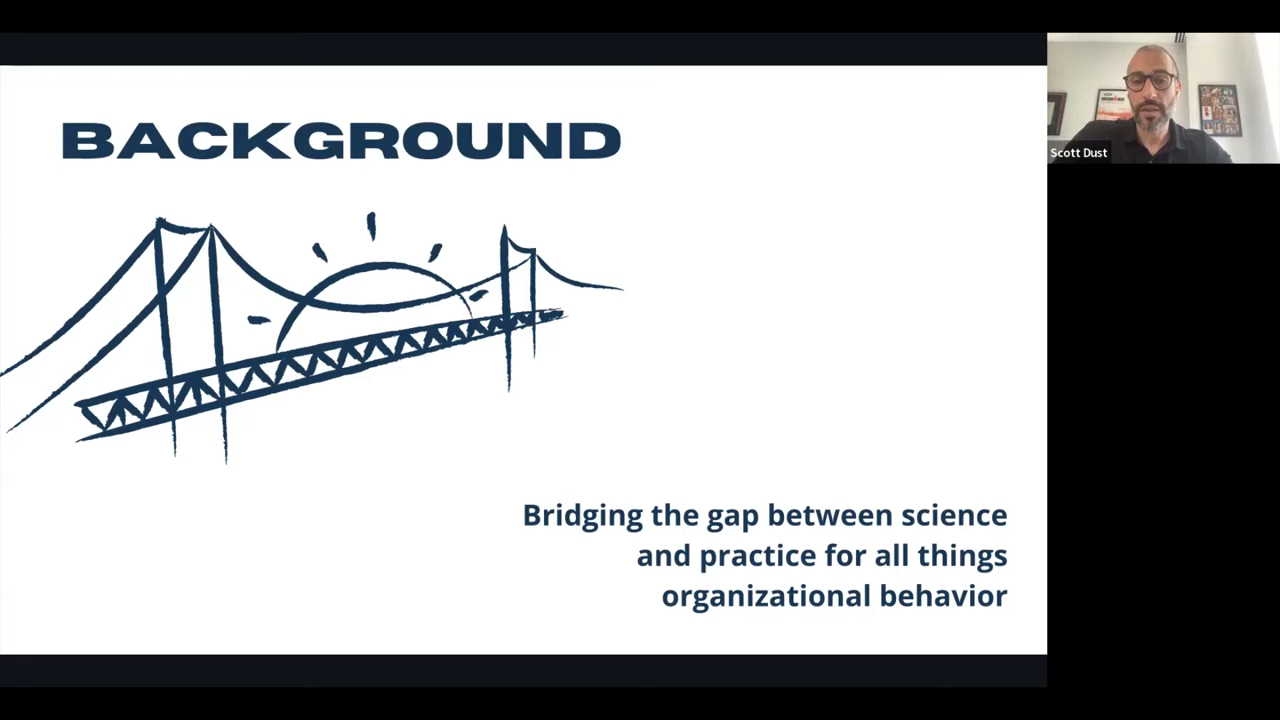 BACKGROUND
Bridging the gap between science
and practice for all things
organizational behavior
Scott Dust